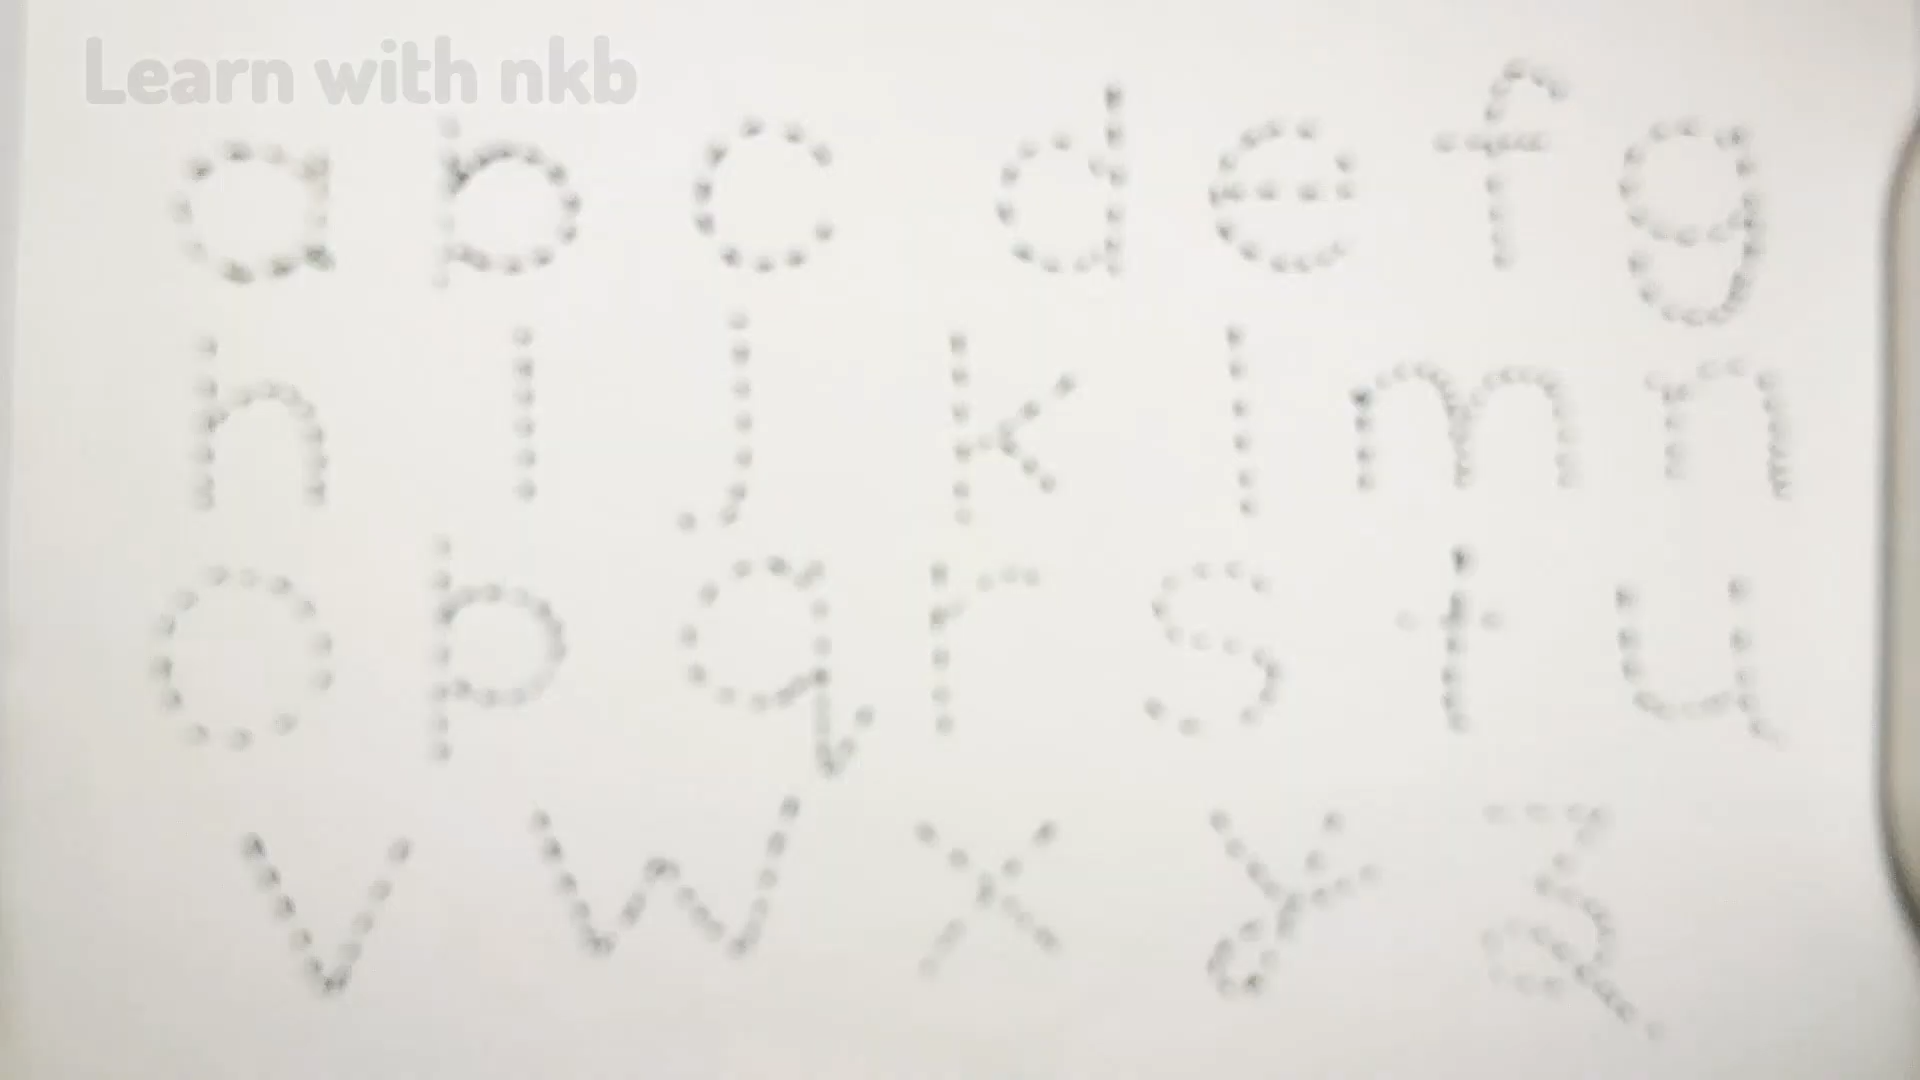 Learn with nkb
a b c d e f g
h i j k l m n
o p q r s t u
v w x y z